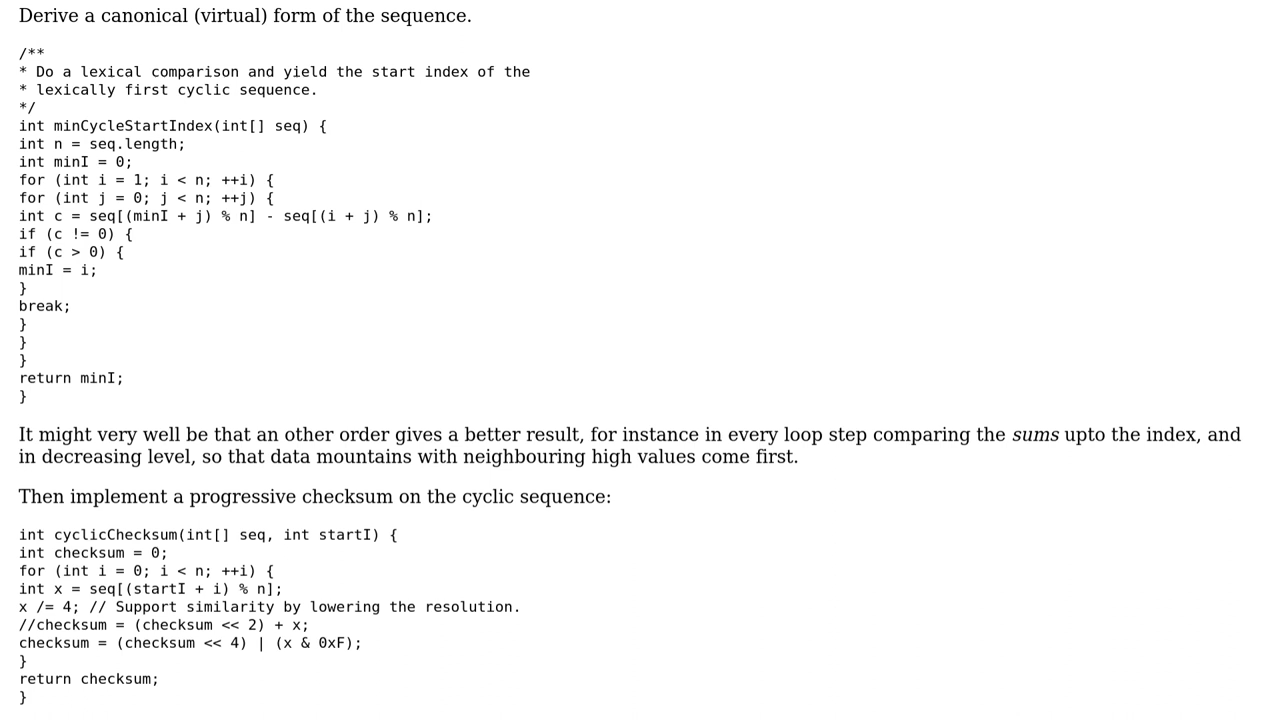 Derive a canonical (virtual) form of the sequence.
/**
* Do a lexical comparison and yield the start index of the
* lexically first cyclic sequence.
*/
int minCycleStartIndex(int[] seq) {
int n = seq.length;
int minI = 0;
for (int i = 1; i < n; ++i) {
for (int j = 0; j < n; ++j) {
int c = seq[(minI + j) % n] - seq[(i + j) % n];
if (c != 0) {
if (c > 0) {
minI = i;
}
break;
}
}
}
return minI;
}
It might very well be that an other order gives a better result, for instance in every loop step comparing the sums upto the index, and
in decreasing level, so that data mountains with neighbouring high values come first.
Then implement a progressive checksum on the cyclic sequence:
int cyclicChecksum(int[] seq, int startI) {
int checksum = 0;
for (int i = 0; i < n; ++i) {
int x = seq[(startI + i) % n];
x /= 4; // Support similarity by lowering the resolution.
//checksum = (checksum << 2) + x;
checksum = (checksum << 4) | (x & 0xF);
}
return checksum;
}